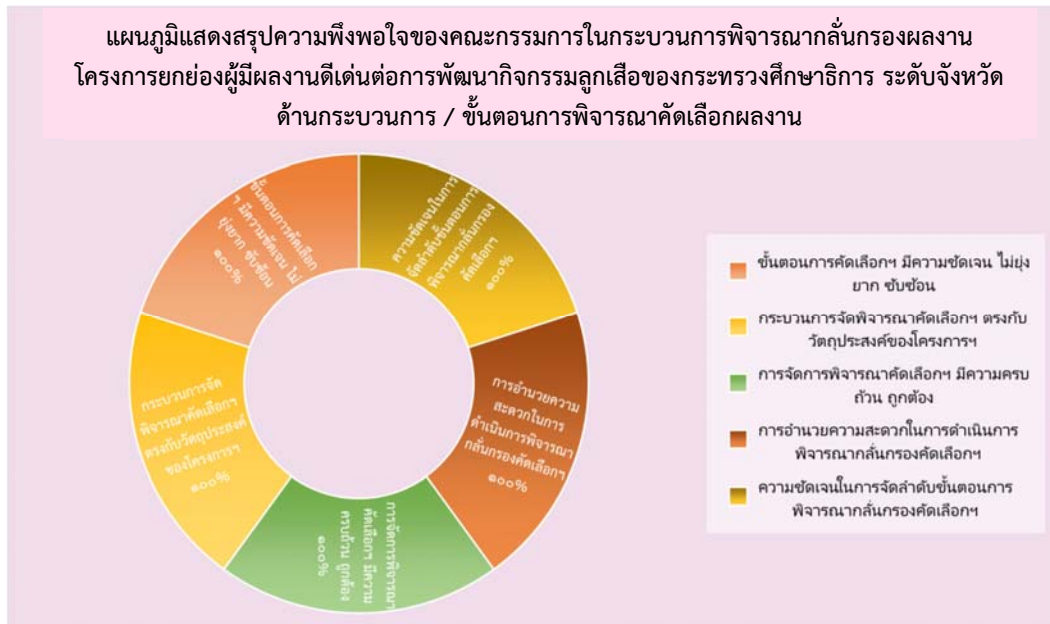 แผนภูมิแสดงสรุปความพึงพอใจของคณะกรรมการในกระบวนการพิจารณากลั่นกรองผลงาน
โครงการยกย่องผู้มีผลงานดีเด่นต่อการพัฒนากิจกรรมลูกเสือของกระทรวงศึกษาธิการ ระดับจังหวัด
ด้านกระบวนการ / ขั้นตอนการพิจารณาคัดเลือกผลงาน
ขั้นตอนการคัดเลือก
ฯ มีความชัดเจน ไม่
ยุ่งยาก ซับซ้อน
๑๐๐%
ความชัดเจนในการ
จัดลำดับขั้นตอนการ
พิจารณากลั่นกรอง
คัดเลือกฯ
๑๐๐%
การอำนวยความ
สะดวกในการ
ดำเนินการพิจารณา
กลั่นกรองคัดเลือกฯ
๑๐๐%
การจัดการพิจารณา
คัดเลือกฯ มีความ
ครบถ้วน ถูกต้อง
๑๐๐%
กระบวนการจัด
พิจารณาคัดเลือกฯ
ตรงกับวัตถุประสงค์
ของโครงการฯ
๑๐๐%
ขั้นตอนการคัดเลือกฯ มีความชัดเจน ไม่ยุ่ง
ยาก ซับซ้อน
กระบวนการจัดพิจารณาคัดเลือกฯ ตรงกับ
วัตถุประสงค์ของโครงการฯ
การจัดการพิจารณาคัดเลือกฯ มีความครบ
ถ้วน ถูกต้อง
การอำนวยความสะดวกในการดำเนินการ
พิจารณากลั่นกรองคัดเลือกฯ
ความชัดเจนในการจัดลำดับขั้นตอนการ
พิจารณากลั่นกรองคัดเลือกฯ